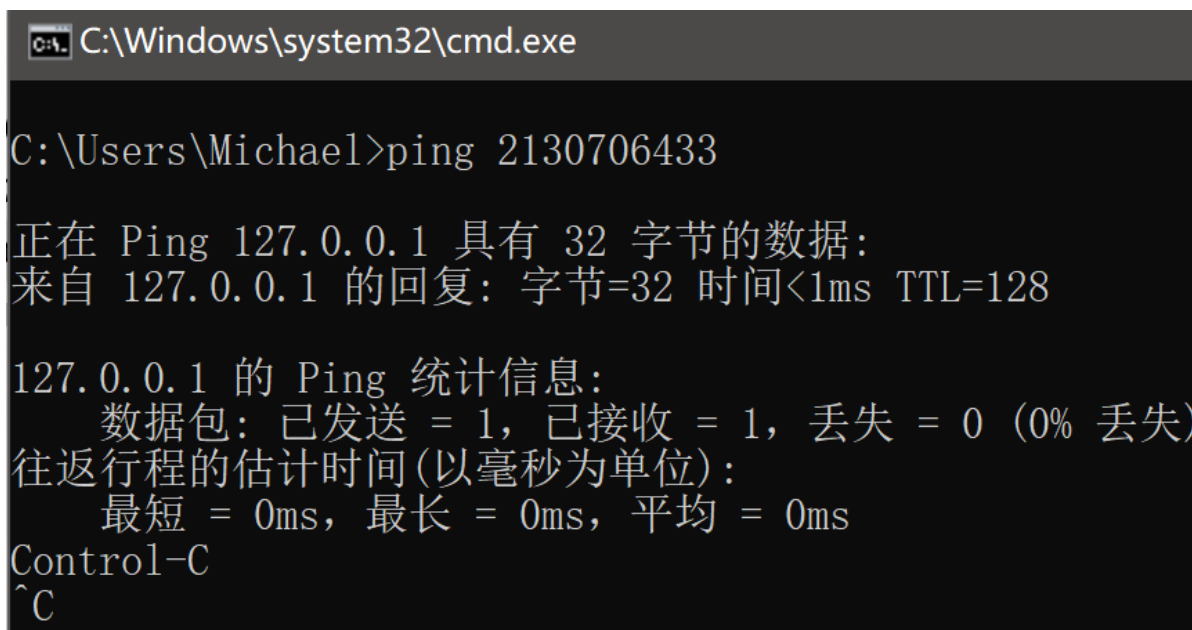 C:\Windows\system32\cmd.exe
C:\Users\Michael>ping 2130706433
正在 Ping 127.0.0.1 具有 32 字节的数据:
来自 127.0.0.1 的回复: 字节=32 时间<1ms TTL=128
127.0.0.1 的 Ping 统计信息:
数据包: 已发送 = 1，已接收 = 1，丢失 = 0 (0% 丢失)
往返行程的估计时间(以毫秒为单位):
最短 = 0ms，最长 = 0ms，平均 = 0ms
Control-C
^C